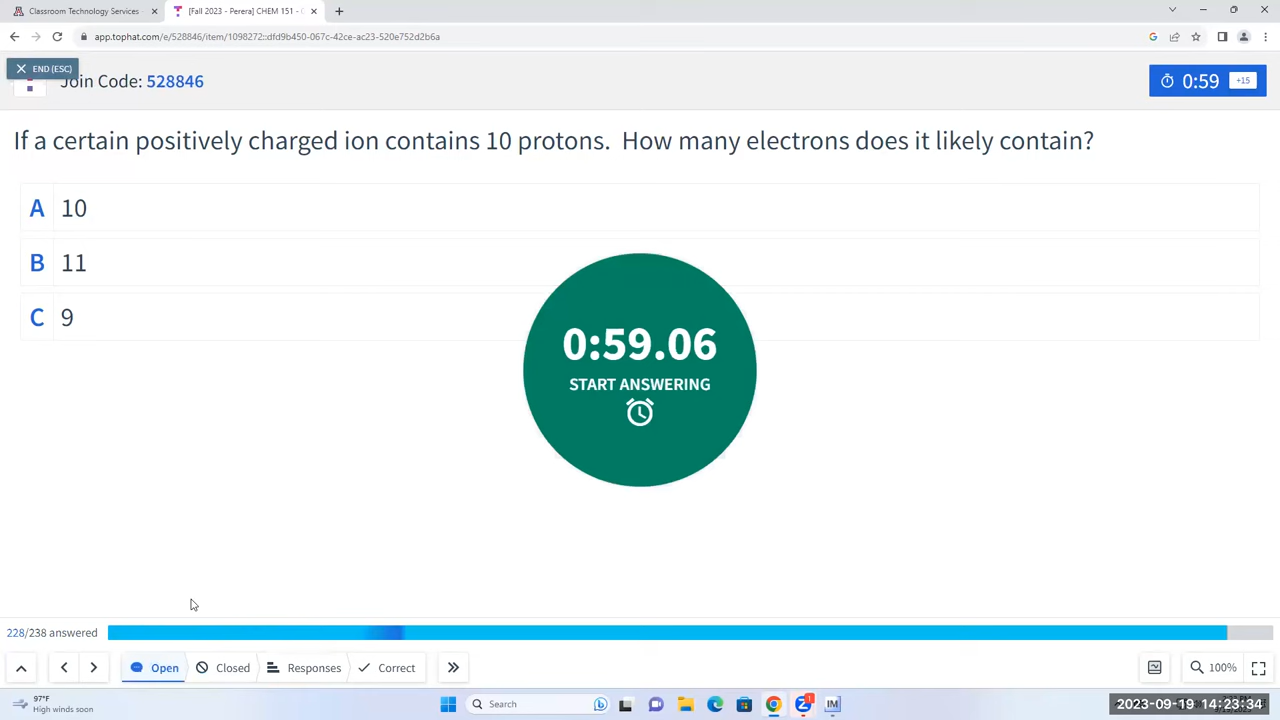 Classroom Technology Services
[Fall 2023 - Perera] CHEM 151 -
app.tophat.com/e/528846/item/1098272::dfd9b450-067c-42ce-ac23-520e752d2b6a
END (ESC)
Join Code: 528846
0:59 +15
If a certain positively charged ion contains 10 protons.  How many electrons does it likely contain?
A 10
B 11
C 9
0:59.06
START ANSWERING
228/238 answered
Open Closed Responses Correct 100%
97°F
High winds soon
Search
IM
2023-09-19 14:23:34